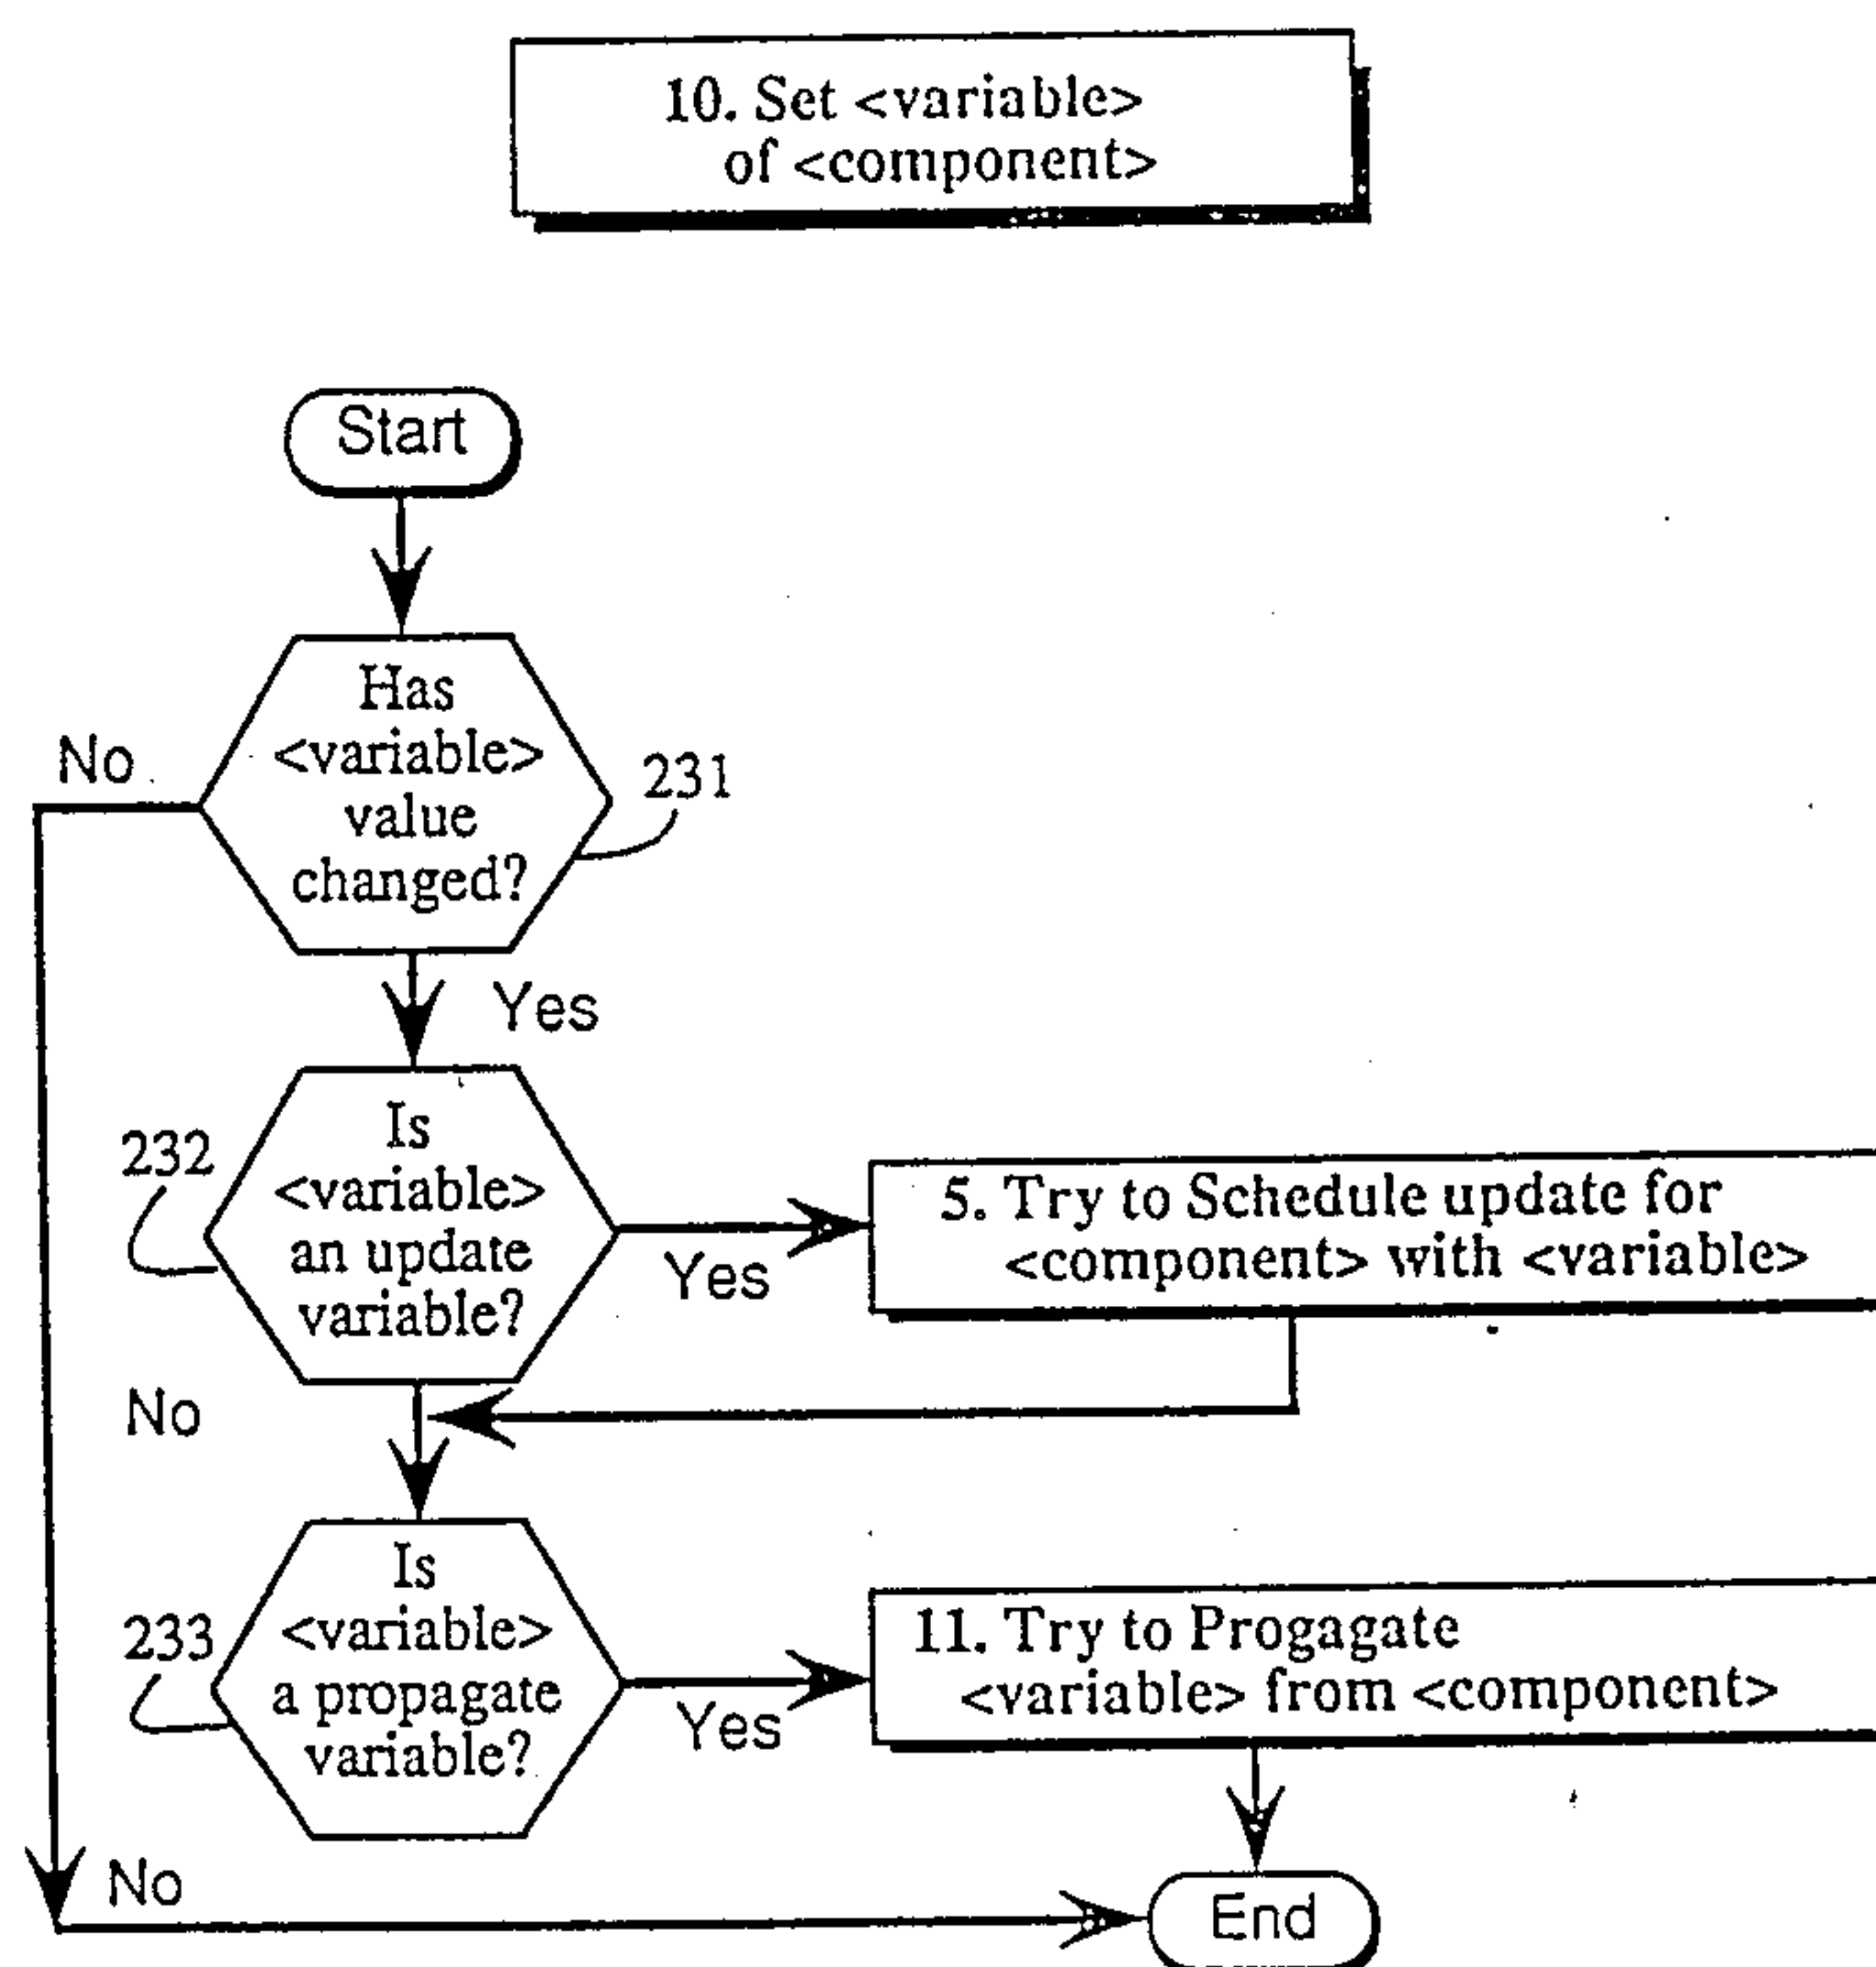 10. Set <variable>
of <component>
Start
Has
<variable>
value
changed?
No
231
Yes
Is
<variable>
an update
variable?
232
Yes
5. Try to Schedule update for
<component> with <variable>
No
Is
<variable>
a propagate
variable?
233
Yes
11. Try to Progagate
<variable> from <component>
No
End